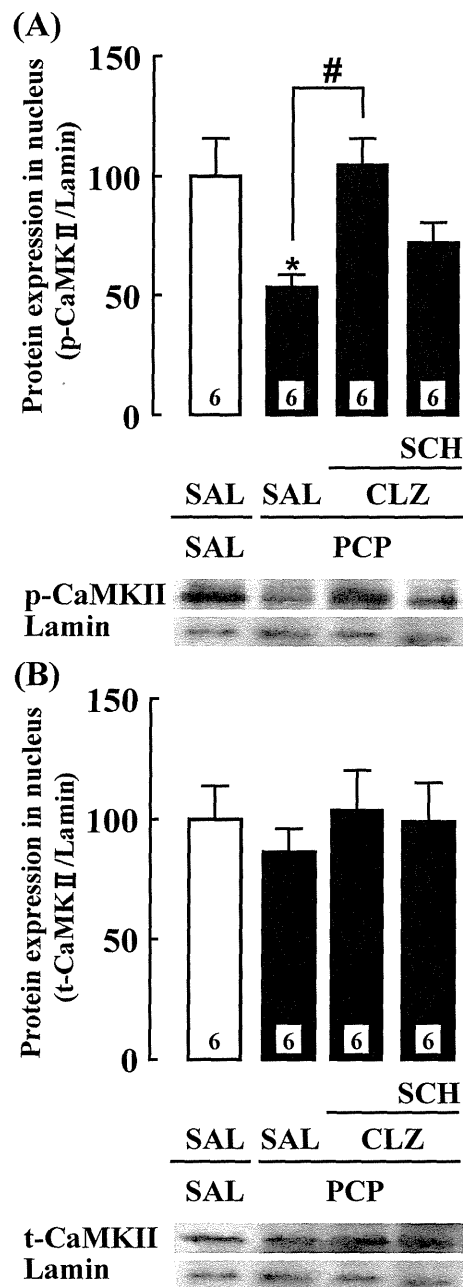 (A)
Protein expression in nucleus
(p-CaMKⅡ/Lamin)
150
100
50
0
#
*
6 6 6 6
SCH
SAL SAL CLZ
SAL PCP
p-CaMKII
Lamin
(B)
Protein expression in nucleus
(t-CaMKⅡ/Lamin)
150
100
50
0
6 6 6 6
SCH
SAL SAL CLZ
SAL PCP
t-CaMKII
Lamin